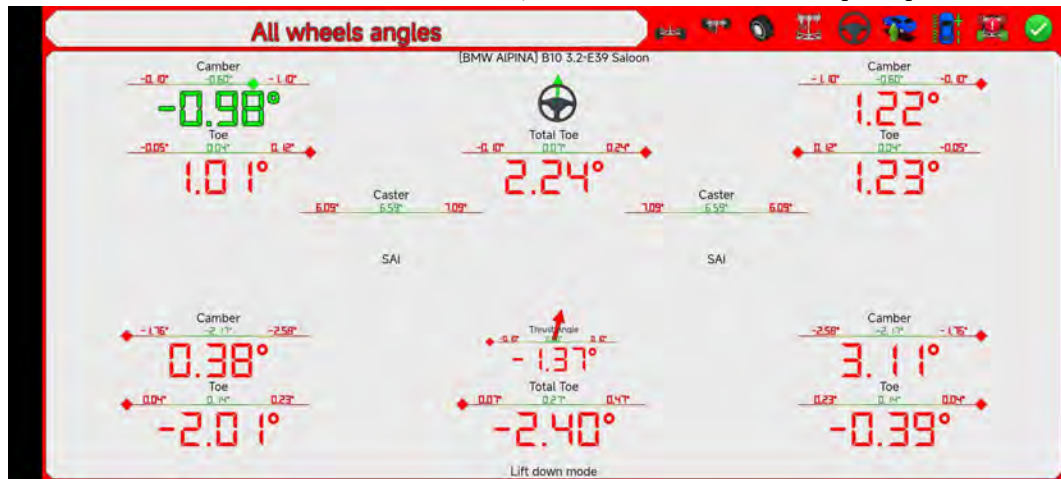 All wheels angles
[BMW ALPINA] B10 3.2-E39 Saloon
Camber
-0.10° -0.60° -1.10°
-0.98°
Toe
-0.05° 0.04° 0.12°
1.01°
Total Toe
-0.10° 0.07° 0.24°
2.24°
Camber
-1.10° -0.60° -0.10°
1.22°
Toe
0.12° 0.04° -0.05°
1.23°
Caster
6.09° 6.59° 7.09°
SAI
Caster
7.09° 6.59° 6.09°
SAI
Camber
-1.76° -2.17° -2.58°
0.38°
Toe
0.04° 0.14° 0.23°
-2.01°
Thrust Angle
-1.37°
Total Toe
0.07° 0.27° 0.47°
-2.40°
Camber
-2.58° -2.17° -1.76°
3.11°
Toe
0.23° 0.14° 0.04°
-0.39°
Lift down mode